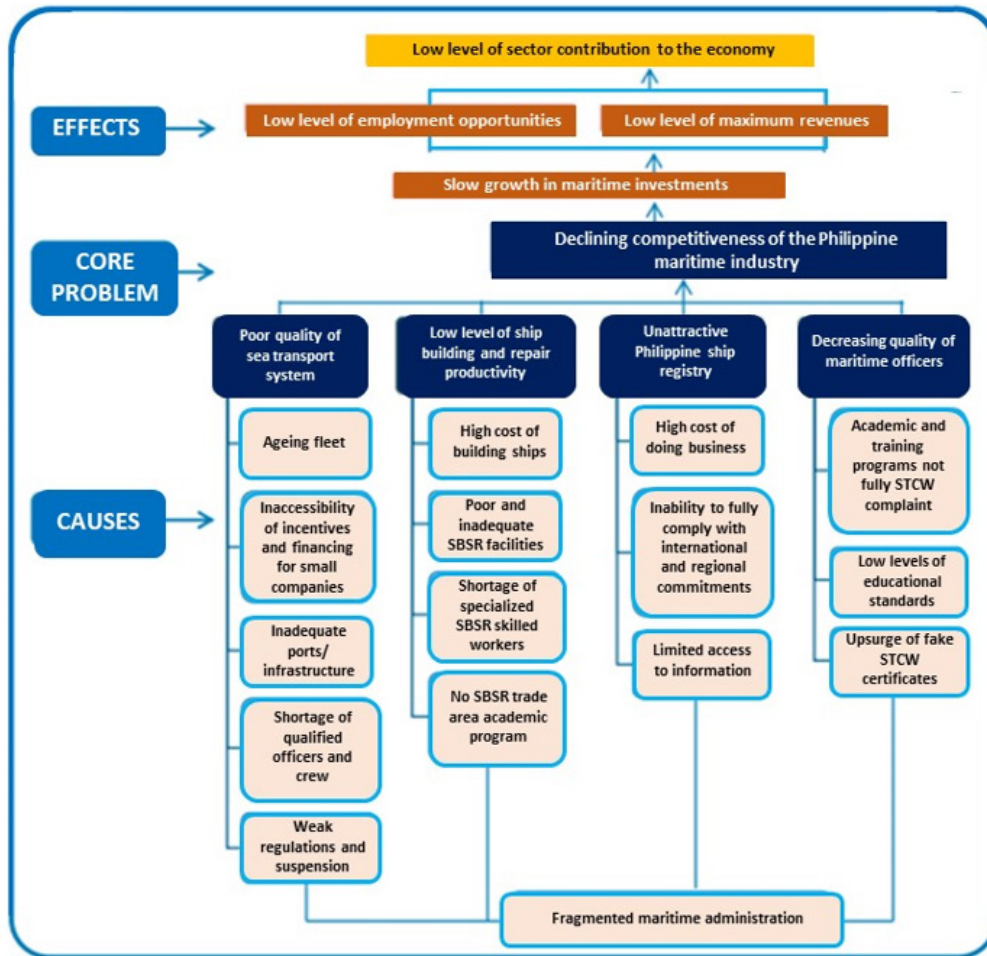 Low level of sector contribution to the economy
EFFECTS
Low level of employment opportunities
Low level of maximum revenues
Slow growth in maritime investments
CORE
PROBLEM
Declining competitiveness of the Philippine
maritime industry
Poor quality of
sea transport
system
Low level of ship
building and repair
productivity
Unattractive
Philippine ship
registry
Decreasing quality of
maritime officers
CAUSES
Ageing fleet
Inaccessibility of
incentives
and financing
for small
companies
Inadequate
ports/
infrastructure
Shortage of
qualified
officers and
crew
Weak
regulations and
suspension
High cost of
building ships
Poor and
inadequate
SBSR facilities
Shortage of
specialized
SBSR skilled
workers
No SBSR trade
area academic
program
High cost of
doing business
Inability to fully
comply with
international
and regional
commitments
Limited access
to information
Academic and
training
programs not
fully STCW
complaint
Low levels of
educational
standards
Upsurge of fake
STCW
certificates
Fragmented maritime administration